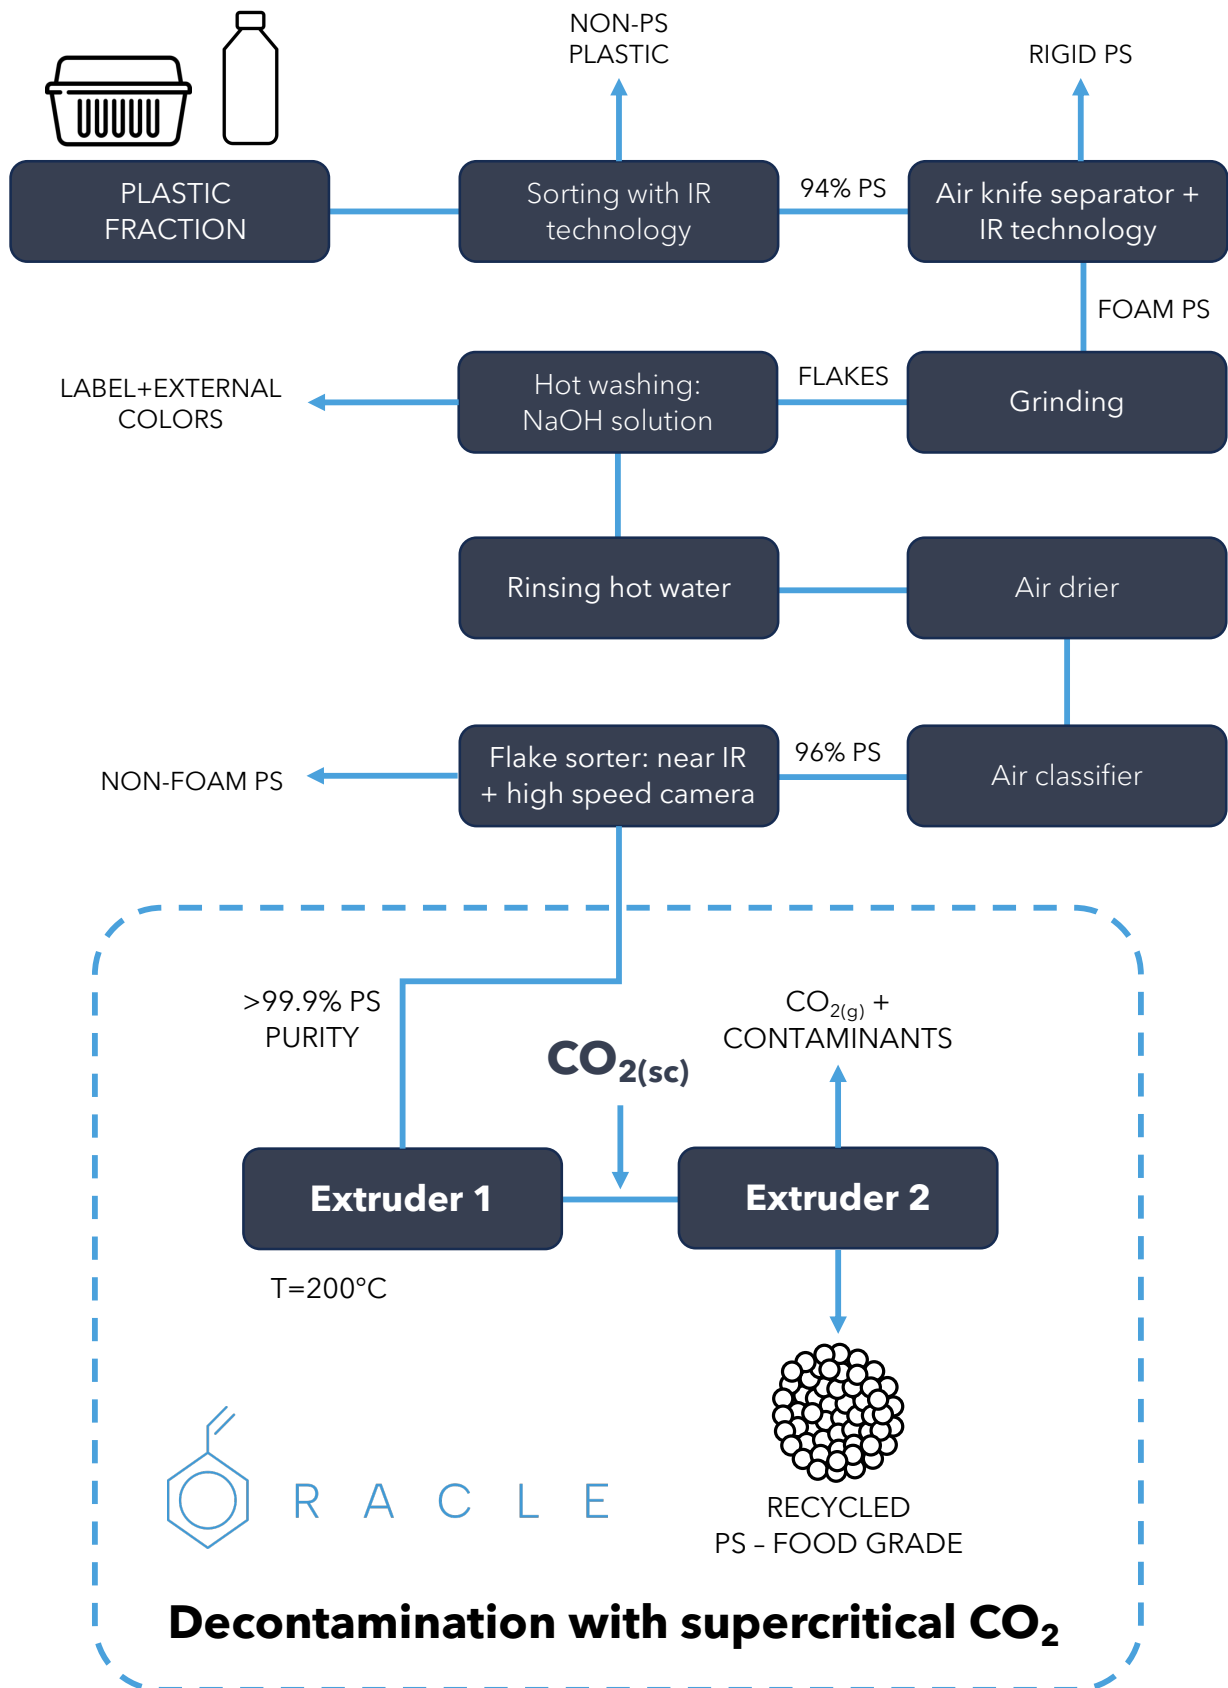 NON-PS
PLASTIC
RIGID PS
PLASTIC
FRACTION
Sorting with IR
technology
94% PS
Air knife separator +
IR technology
FOAM PS
LABEL+EXTERNAL
COLORS
Hot washing:
NaOH solution
FLAKES
Grinding
Rinsing hot water
Air drier
NON-FOAM PS
Flake sorter: near IR
+ high speed camera
96% PS
Air classifier
>99.9% PS
PURITY
CO₂(sc)
CO₂(g) +
CONTAMINANTS
Extruder 1
Extruder 2
T=200°C
RACLE
RECYCLED
PS – FOOD GRADE
Decontamination with supercritical CO₂